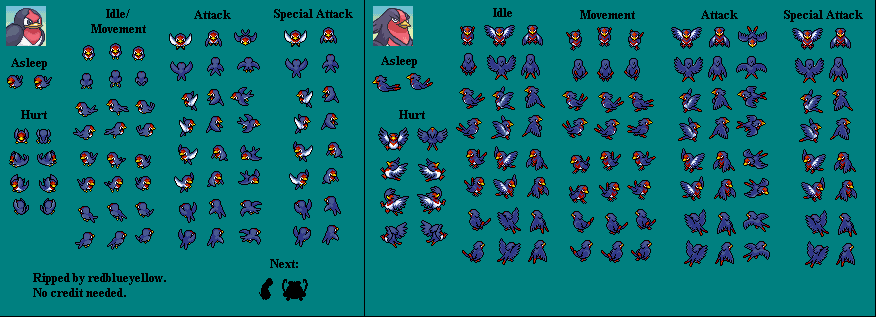 Idle/
Movement
Attack
Special Attack
Asleep
Hurt
Next:
Ripped by redblueyellow.
No credit needed.
Idle
Movement
Attack
Special Attack
Asleep
Hurt